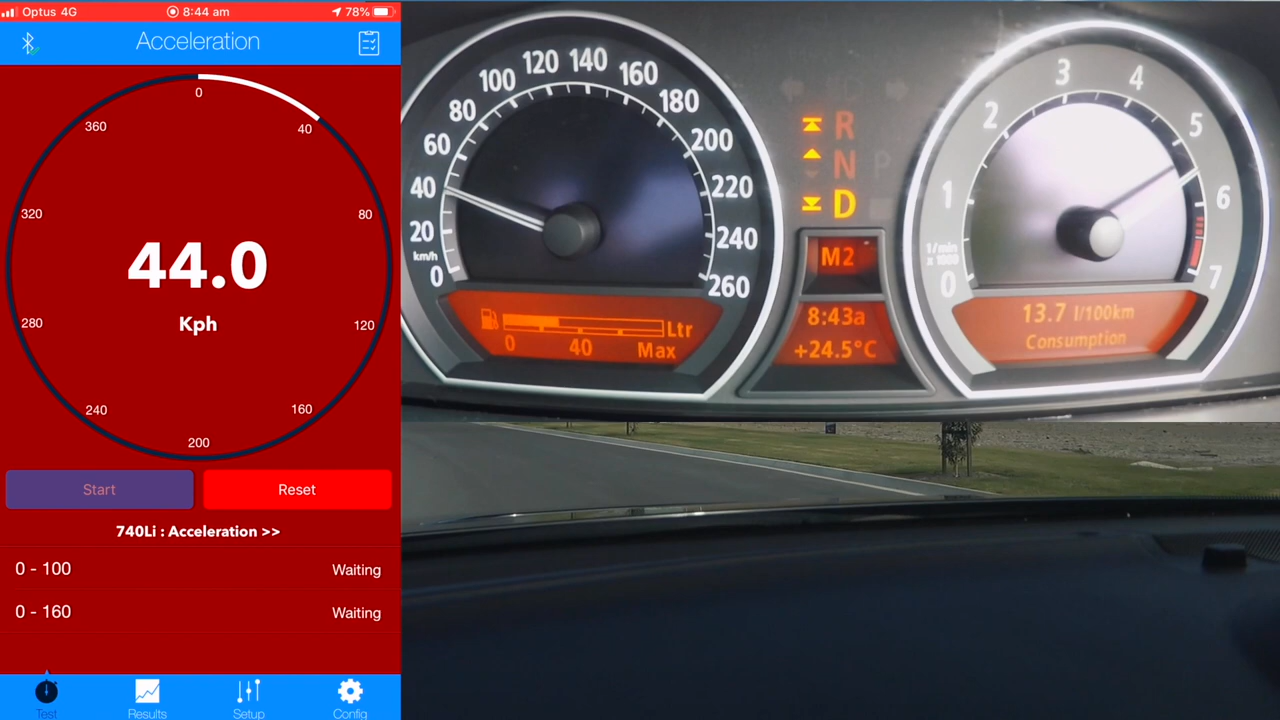 Optus 4G 8:44 am 78%
Acceleration
0
40
80
120
160
200
240
280
320
360
44.0
Kph
Start Reset
740Li : Acceleration >>
0 - 100 Waiting
0 - 160 Waiting
Test Results Setup Config
0
20
40
60
80
100
120
140
160
180
200
220
240
260
km/h
Ltr
0 40 Max
R
N P
D
M2
8:43a
+24.5°C
0
1
2
3
4
5
6
7
1/min
x 1000
13.7 l/100km
Consumption